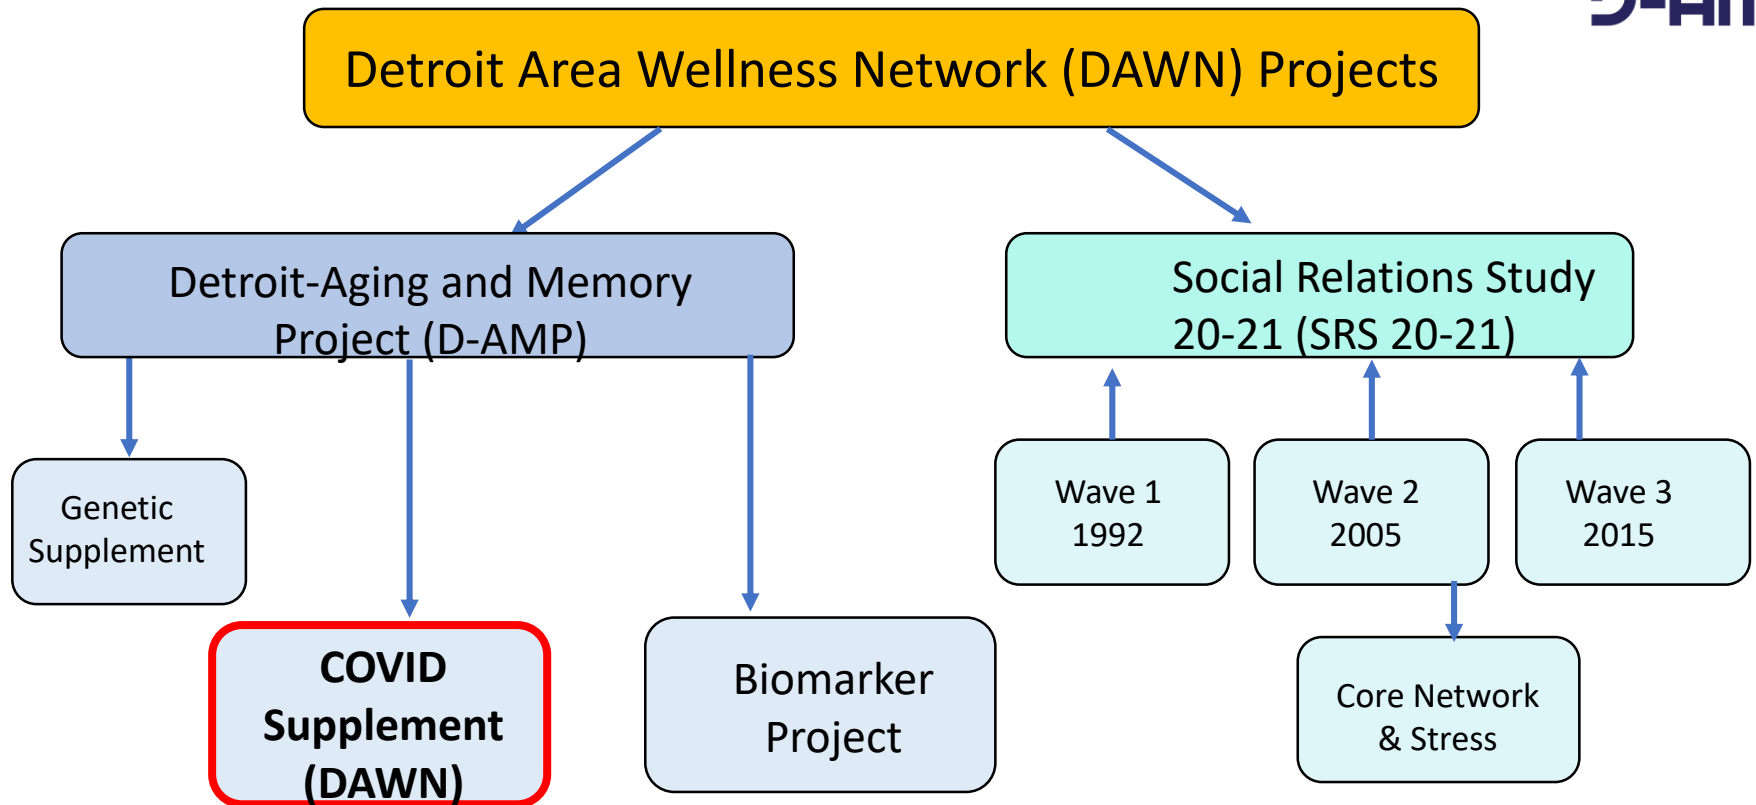 Detroit Area Wellness Network (DAWN) Projects
Detroit-Aging and Memory
Project (D-AMP)
Social Relations Study
20-21 (SRS 20-21)
Genetic
Supplement
COVID
Supplement
(DAWN)
Biomarker
Project
Wave 1
1992
Wave 2
2005
Wave 3
2015
Core Network
& Stress